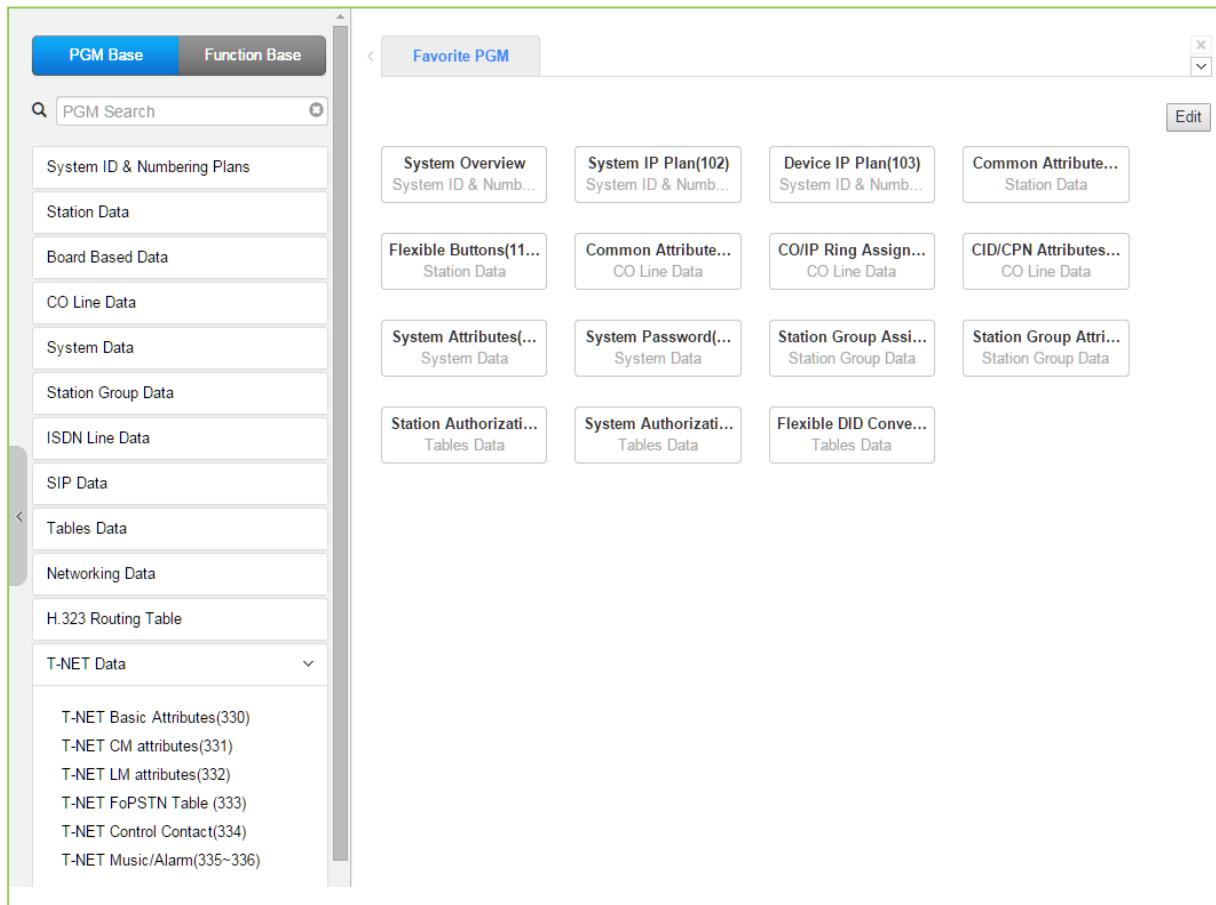 PGM Base
Function Base
PGM Search
System ID & Numbering Plans
Station Data
Board Based Data
CO Line Data
System Data
Station Group Data
ISDN Line Data
SIP Data
Tables Data
Networking Data
H.323 Routing Table
T-NET Data
T-NET Basic Attributes(330)
T-NET CM attributes(331)
T-NET LM attributes(332)
T-NET FoPSTN Table (333)
T-NET Control Contact(334)
T-NET Music/Alarm(335~336)
Favorite PGM
Edit
System Overview
System ID & Numb...
System IP Plan(102)
System ID & Numb...
Device IP Plan(103)
System ID & Numb...
Common Attribute...
Station Data
Flexible Buttons(11...
Station Data
Common Attribute...
CO Line Data
CO/IP Ring Assign...
CO Line Data
CID/CPN Attributes...
CO Line Data
System Attributes(...
System Data
System Password(...
System Data
Station Group Assi...
Station Group Data
Station Group Attri...
Station Group Data
Station Authorizati...
Tables Data
System Authorizati...
Tables Data
Flexible DID Conve...
Tables Data